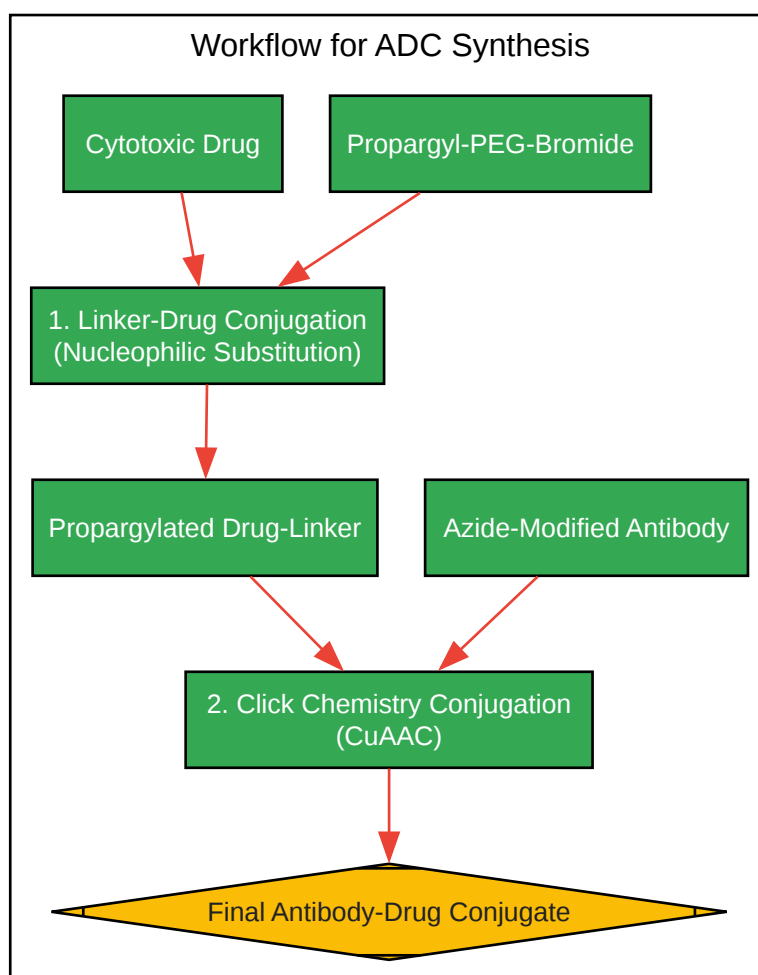 Workflow for ADC Synthesis
Cytotoxic Drug
Propargyl-PEG-Bromide
1. Linker-Drug Conjugation
(Nucleophilic Substitution)
Propargylated Drug-Linker
Azide-Modified Antibody
2. Click Chemistry Conjugation
(CuAAC)
Final Antibody-Drug Conjugate